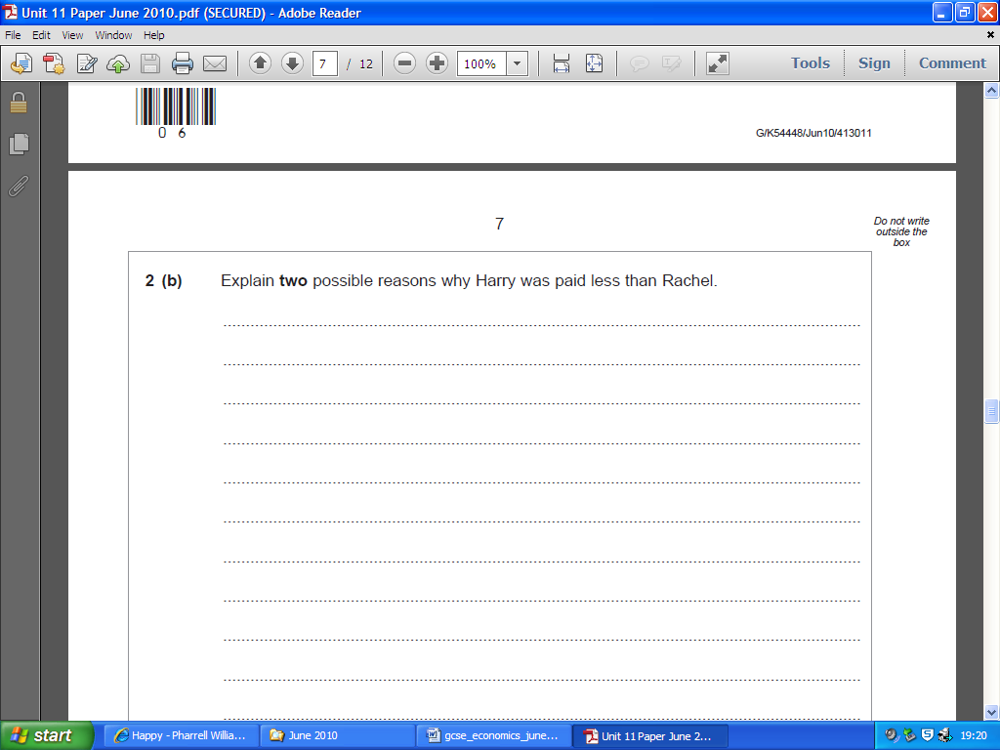 Unit 11 Paper June 2010.pdf (SECURED) - Adobe Reader
File Edit View Window Help
7 / 12 100% Tools Sign Comment
0 6
G/K54448/Jun10/413011
7
Do not write
outside the
box
2 (b) Explain two possible reasons why Harry was paid less than Rachel.
start Happy - Pharrell Willia... June 2010 gcse_economics_june... Unit 11 Paper June 2... 19:20